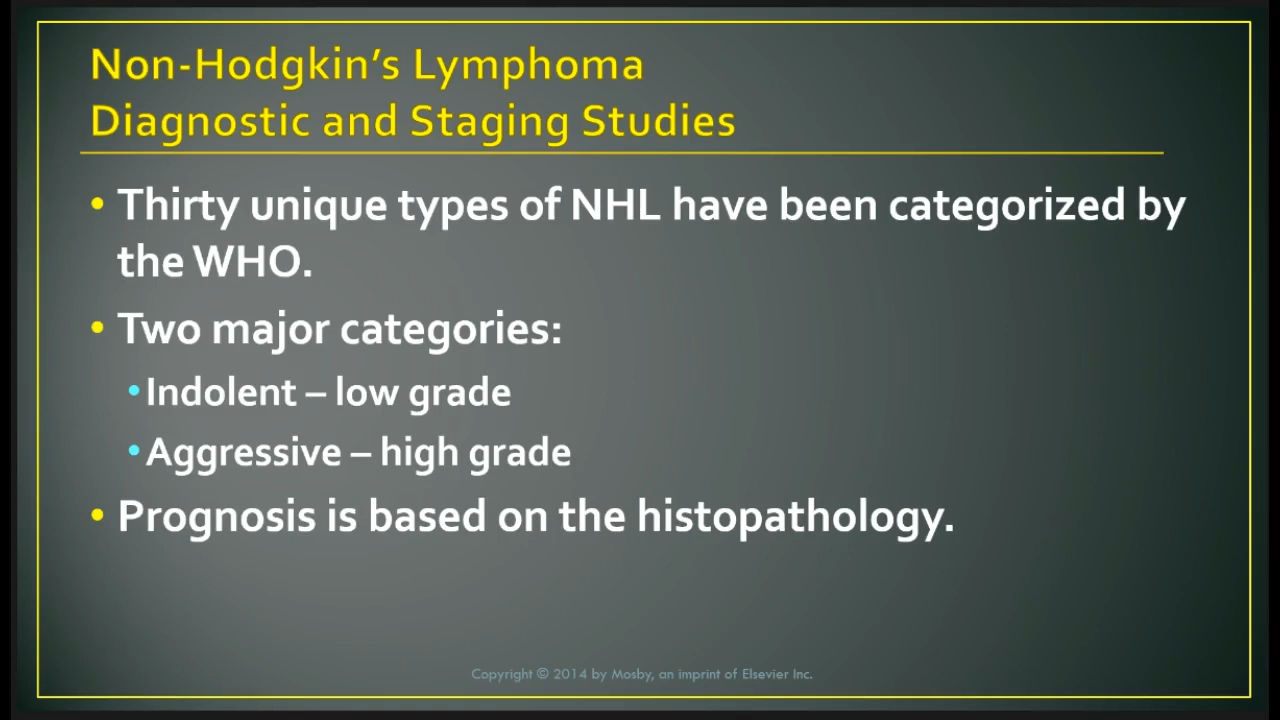 Non-Hodgkin’s Lymphoma
Diagnostic and Staging Studies
• Thirty unique types of NHL have been categorized by
the WHO.
• Two major categories:
• Indolent – low grade
• Aggressive – high grade
• Prognosis is based on the histopathology.
Copyright © 2014 by Mosby, an imprint of Elsevier Inc.